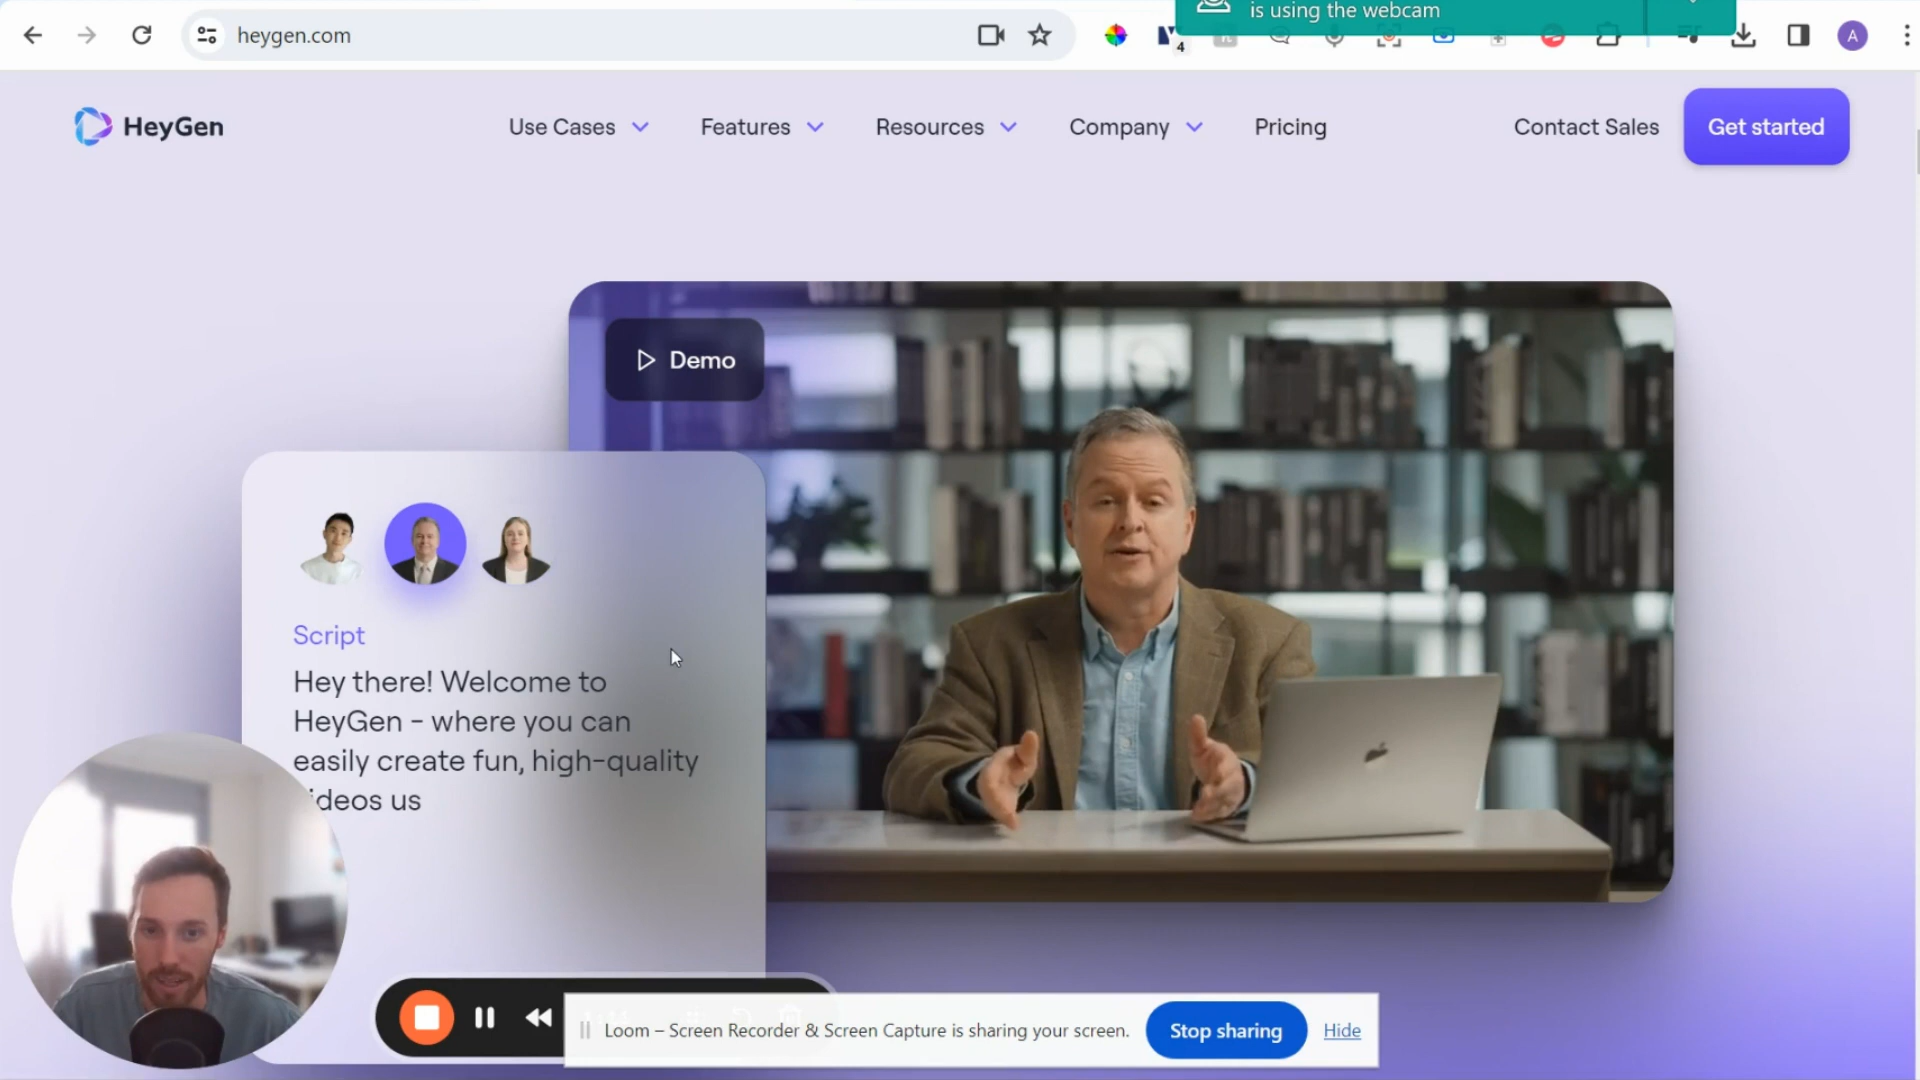 is using the webcam
heygen.com
4
A
HeyGen
Use Cases
Features
Resources
Company
Pricing
Contact Sales
Get started
Demo
Script
Hey there! Welcome to
HeyGen - where you can
easily create fun, high-quality
ideos us
Loom – Screen Recorder & Screen Capture is sharing your screen.
Stop sharing
Hide